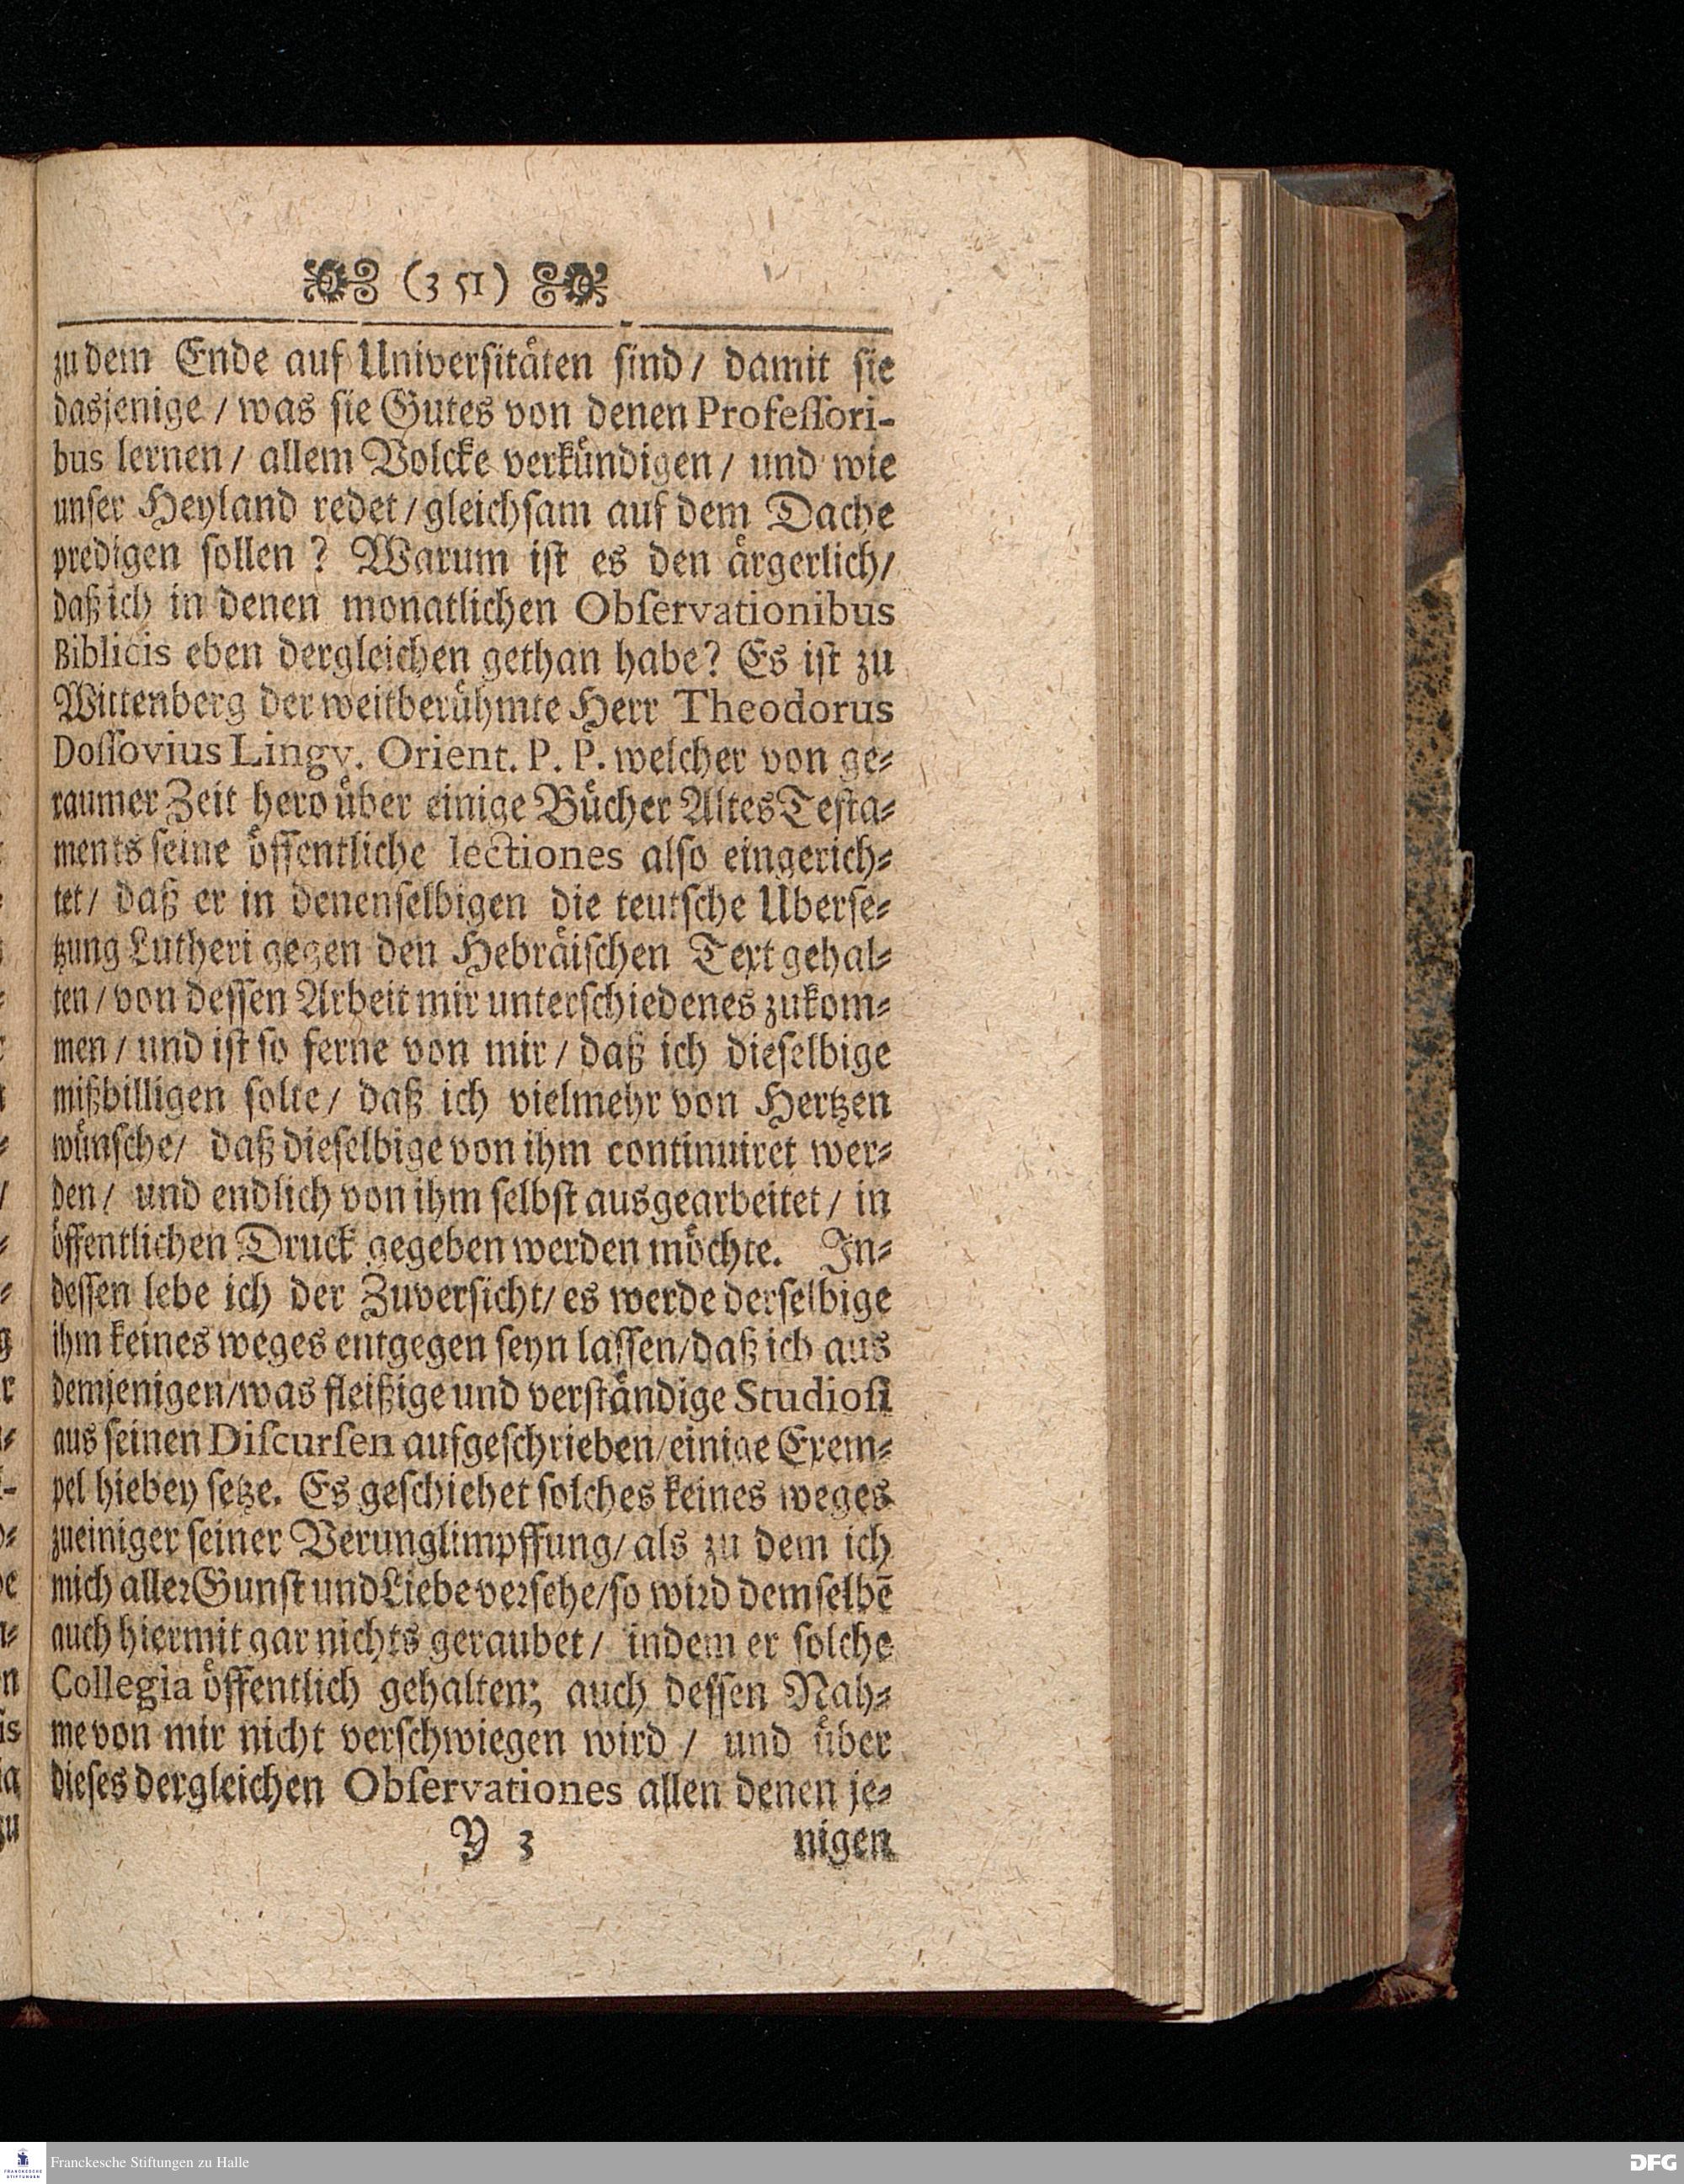 (351)
zu dem Ende auf Universitäten sind / damit sie
dasjenige / was sie Gutes von denen Professori-
bus lernen / allem Volcke verkündigen / und wie
unser Heyland redet / gleichsam auf dem Dache
predigen sollen ? Warum ist es den ärgerlich /
daß ich in denen monatlichen Observationibus
Biblicis eben dergleichen gethan habe? Es ist zu
Wittenberg der weitberühmte Herr Theodorus
Dossovius Lingv. Orient. P. P. welcher von ge-
raumer Zeit hero über einige Bücher Altes Testa-
ments seine öffentliche lectiones also eingerich-
tet / daß er in denenselbigen die teutsche Uberse-
tzung Lutheri gegen den Hebräischen Text gehal-
ten / von dessen Arbeit mir unterschiedenes zukom-
men / und ist so ferne von mir / daß ich dieselbige
mißbilligen solte / daß ich vielmehr von Hertzen
wünsche / daß dieselbige von ihm continuiret wer-
den / und endlich von ihm selbst ausgearbeitet / in
öffentlichen Druck gegeben werden möchte. In-
dessen lebe ich der Zuversicht / es werde derselbige
ihm keines weges entgegen seyn lassen / daß ich aus
demjenigen / was fleißige und verständige Studiosi
aus seinen Discursen aufgeschrieben / einige Exem-
pel hiebey setze. Es geschiehet solches keines weges
zu einiger seiner Verunglimpffung / als zu dem ich
mich aller Gunst und Liebe versehe / so wird demselbē
auch hiermit gar nichts geraubet / indem er solche
Collegia öffentlich gehalten; auch dessen Nah-
me von mir nicht verschwiegen wird / und über
dieses dergleichen Observationes allen denen je-
Y 3 nigen
Franckesche Stiftungen zu Halle
DFG